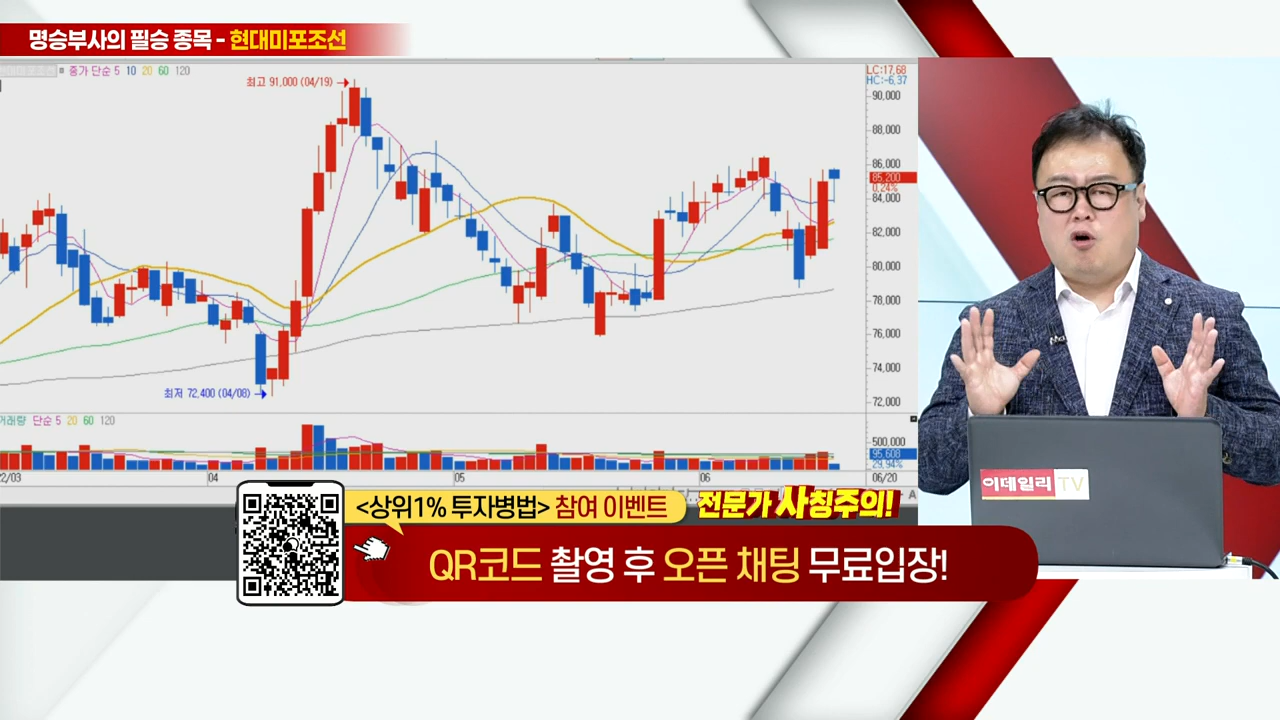 명승부사의 필승 종목 - 현대미포조선
종가 단순 5 10 20 60 120
LC:17.68
HC:-6.37
최고 91,000 (04/19)
90,000
88,000
86,000
85,200
0.24%
84,000
82,000
80,000
78,000
76,000
74,000
최저 72,400 (04/08)
72,000
거래량 단순 5 20 60 120
500,000
95,608
29.94%
2/03
04
05
06
06/20
A
이데일리TV
<상위1% 투자병법> 참여 이벤트
전문가 사칭주의!
QR코드 촬영 후 오픈 채팅 무료입장!